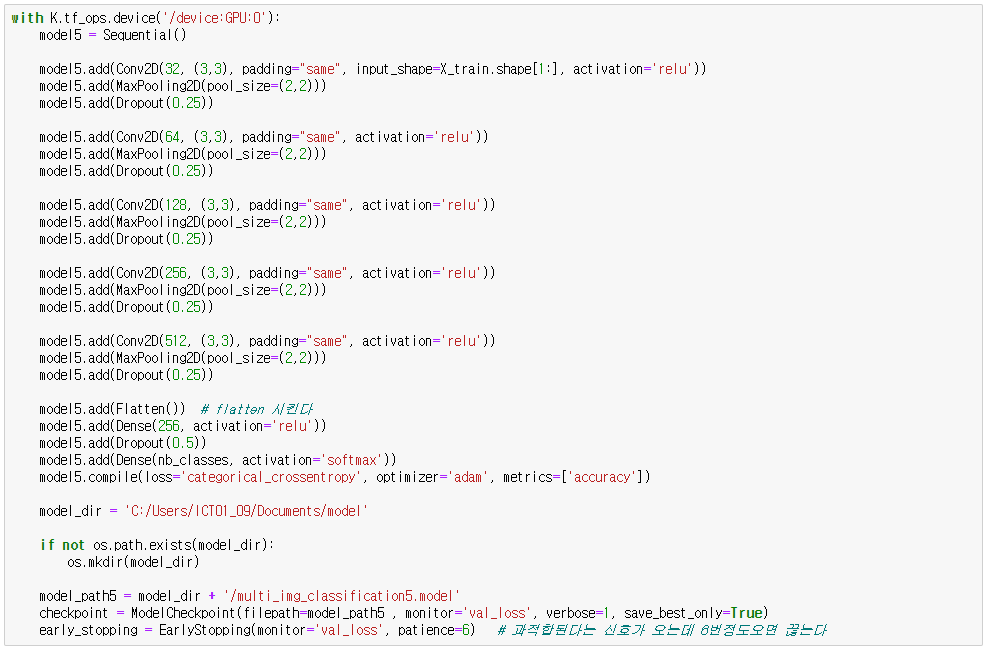 with K.tf_ops.device('/device:GPU:0'):
    model5 = Sequential()

    model5.add(Conv2D(32, (3,3), padding="same", input_shape=X_train.shape[1:], activation='relu'))
    model5.add(MaxPooling2D(pool_size=(2,2)))
    model5.add(Dropout(0.25))

    model5.add(Conv2D(64, (3,3), padding="same", activation='relu'))
    model5.add(MaxPooling2D(pool_size=(2,2)))
    model5.add(Dropout(0.25))

    model5.add(Conv2D(128, (3,3), padding="same", activation='relu'))
    model5.add(MaxPooling2D(pool_size=(2,2)))
    model5.add(Dropout(0.25))

    model5.add(Conv2D(256, (3,3), padding="same", activation='relu'))
    model5.add(MaxPooling2D(pool_size=(2,2)))
    model5.add(Dropout(0.25))

    model5.add(Conv2D(512, (3,3), padding="same", activation='relu'))
    model5.add(MaxPooling2D(pool_size=(2,2)))
    model5.add(Dropout(0.25))

    model5.add(Flatten())  # flatten 시킨다
    model5.add(Dense(256, activation='relu'))
    model5.add(Dropout(0.5))
    model5.add(Dense(nb_classes, activation='softmax'))
    model5.compile(loss='categorical_crossentropy', optimizer='adam', metrics=['accuracy'])

    model_dir = 'C:/Users/ICT01_09/Documents/model'

    if not os.path.exists(model_dir):
        os.mkdir(model_dir)

    model_path5 = model_dir + '/multi_img_classification5.model'
    checkpoint = ModelCheckpoint(filepath=model_path5 , monitor='val_loss', verbose=1, save_best_only=True)
    early_stopping = EarlyStopping(monitor='val_loss', patience=6)   # 과적합된다는 신호가 오는데 6번정도오면 끊는다